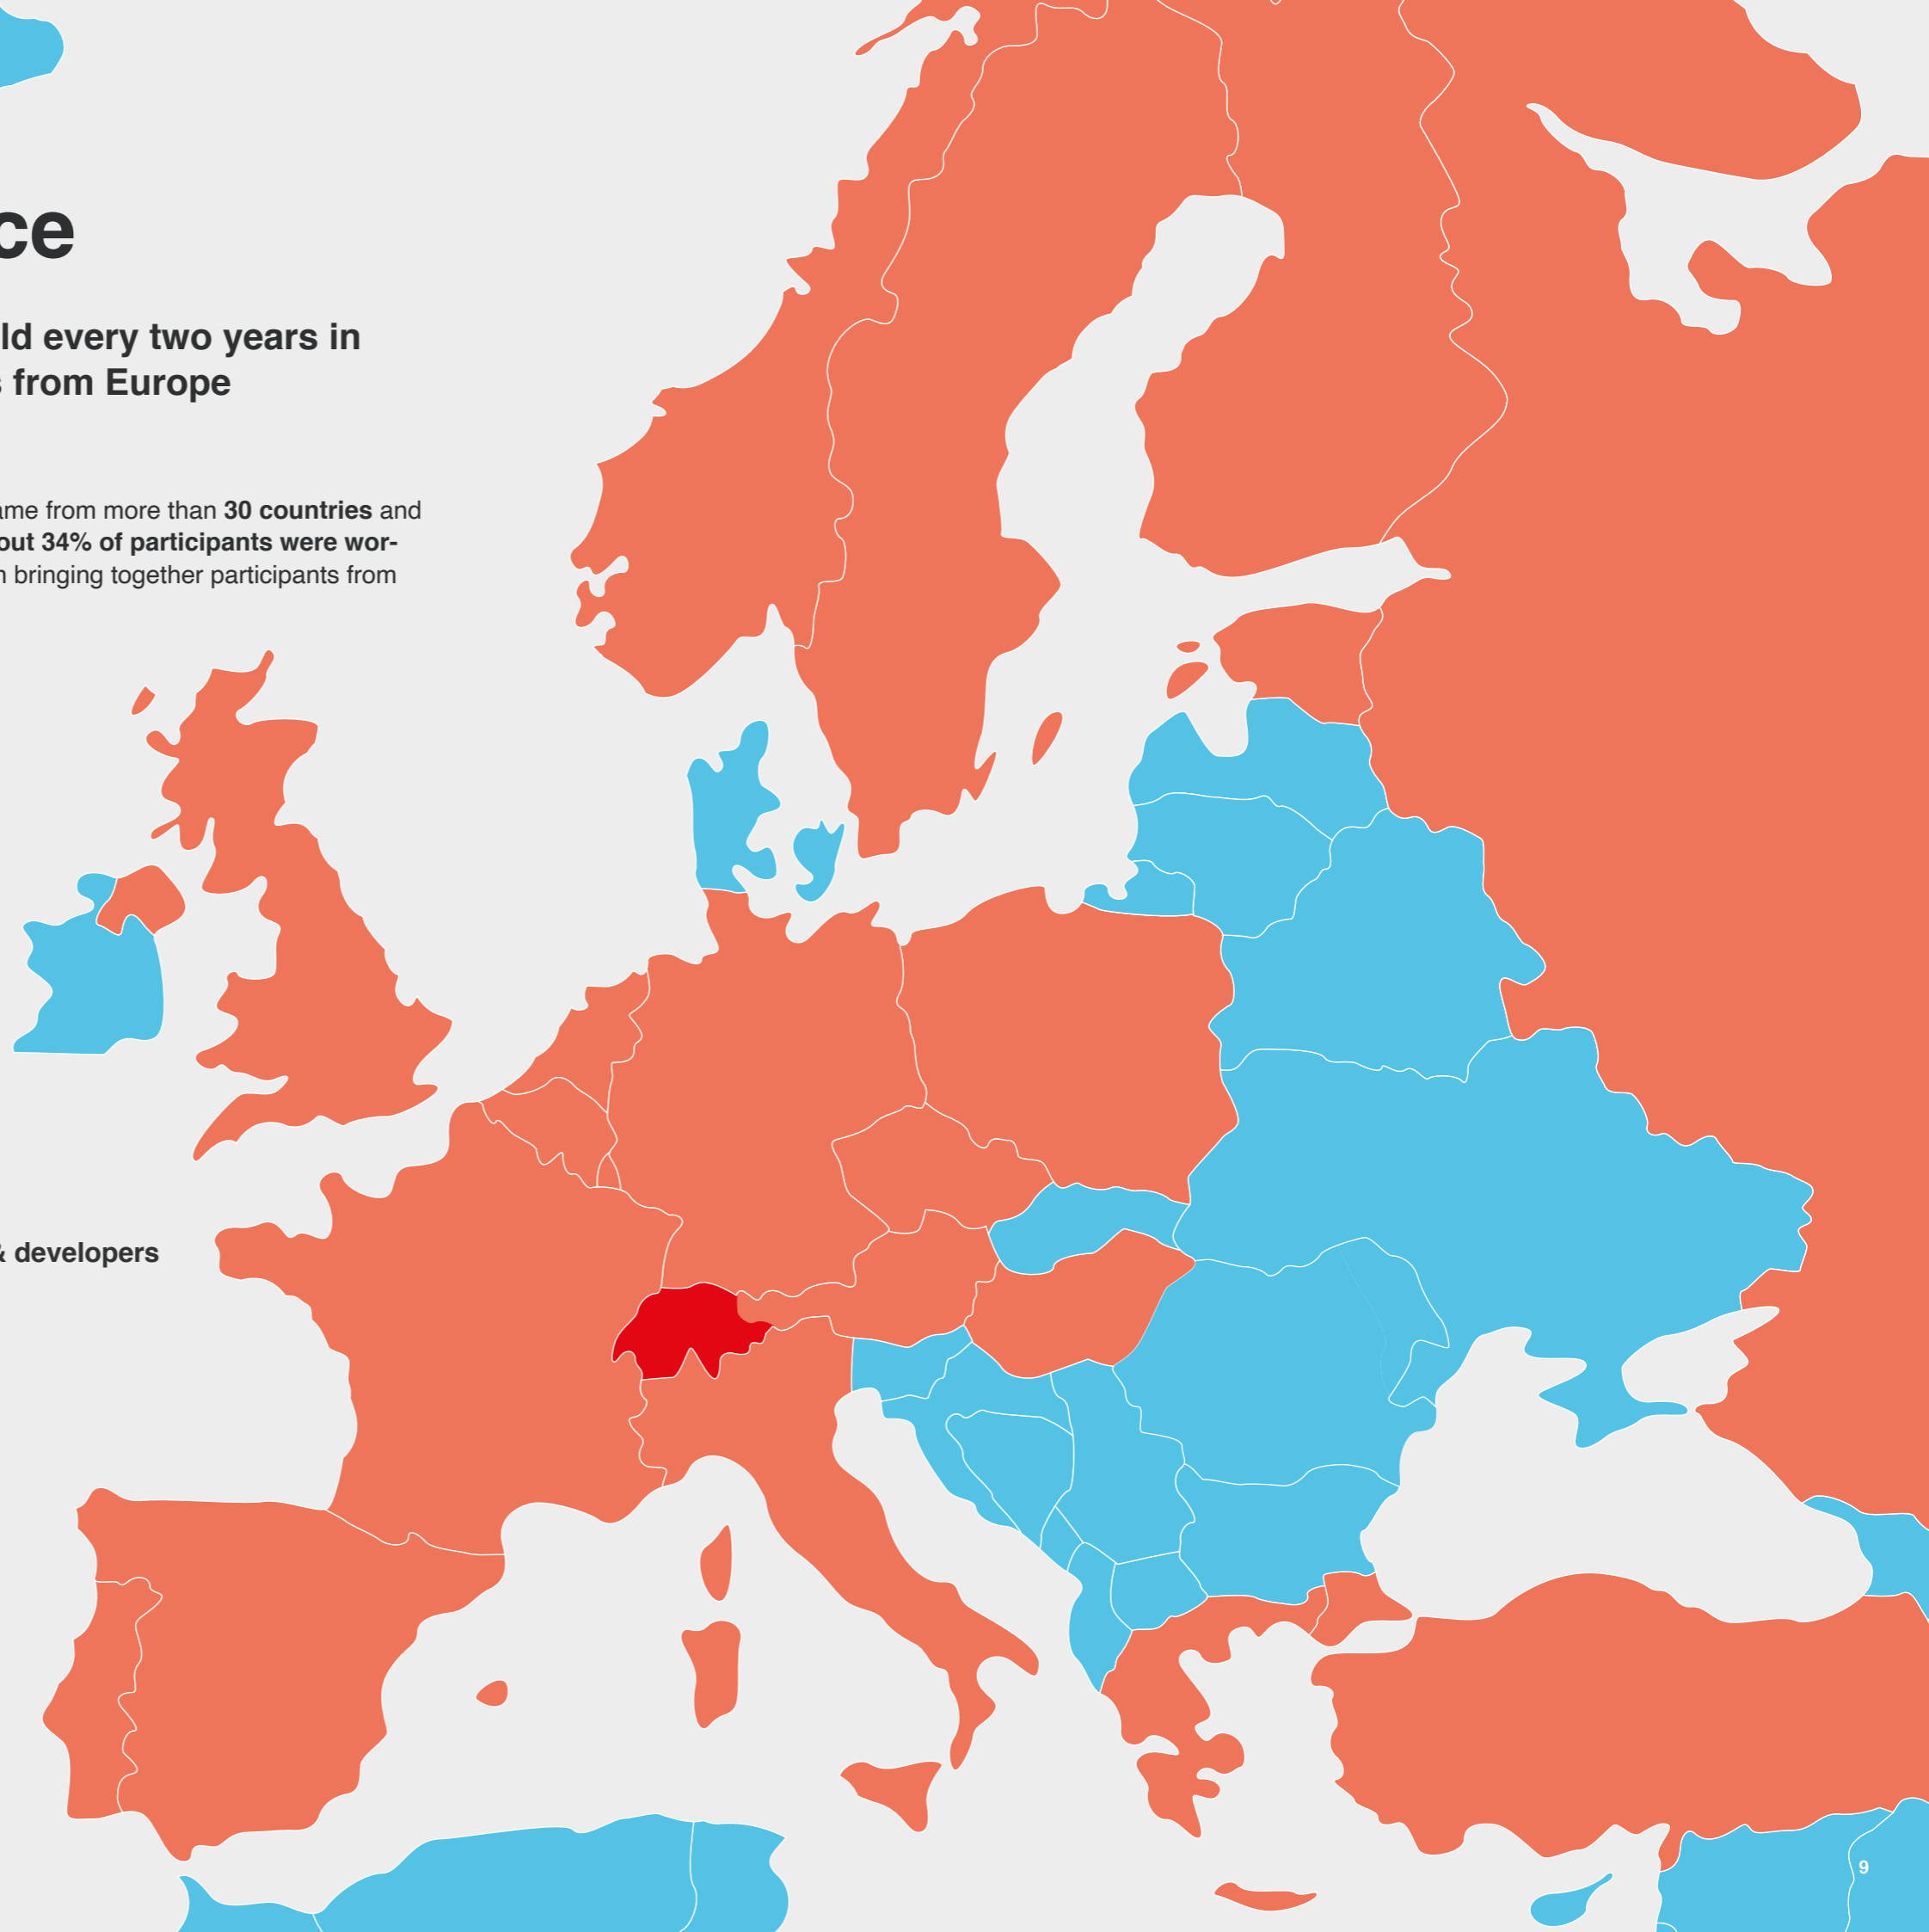 ce
ld every two years in
from Europe
ame from more than 30 countries and
out 34% of participants were wor-
n bringing together participants from
& developers
9